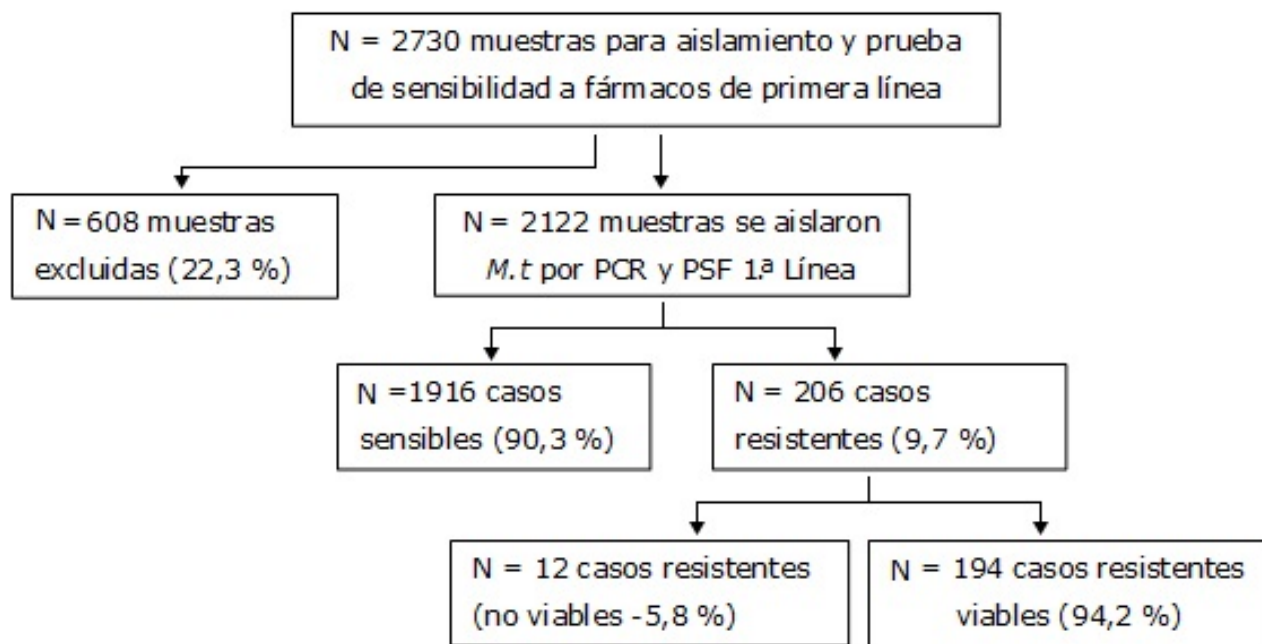 N = 2730 muestras para aislamiento y prueba
de sensibilidad a fármacos de primera línea
N = 608 muestras
excluidas (22,3 %)
N = 2122 muestras se aislaron
M.t por PCR y PSF 1.ª Línea
N =1916 casos
sensibles (90,3 %)
N = 206 casos
resistentes (9,7 %)
N = 12 casos resistentes
(no viables -5,8 %)
N = 194 casos resistentes
viables (94,2 %)